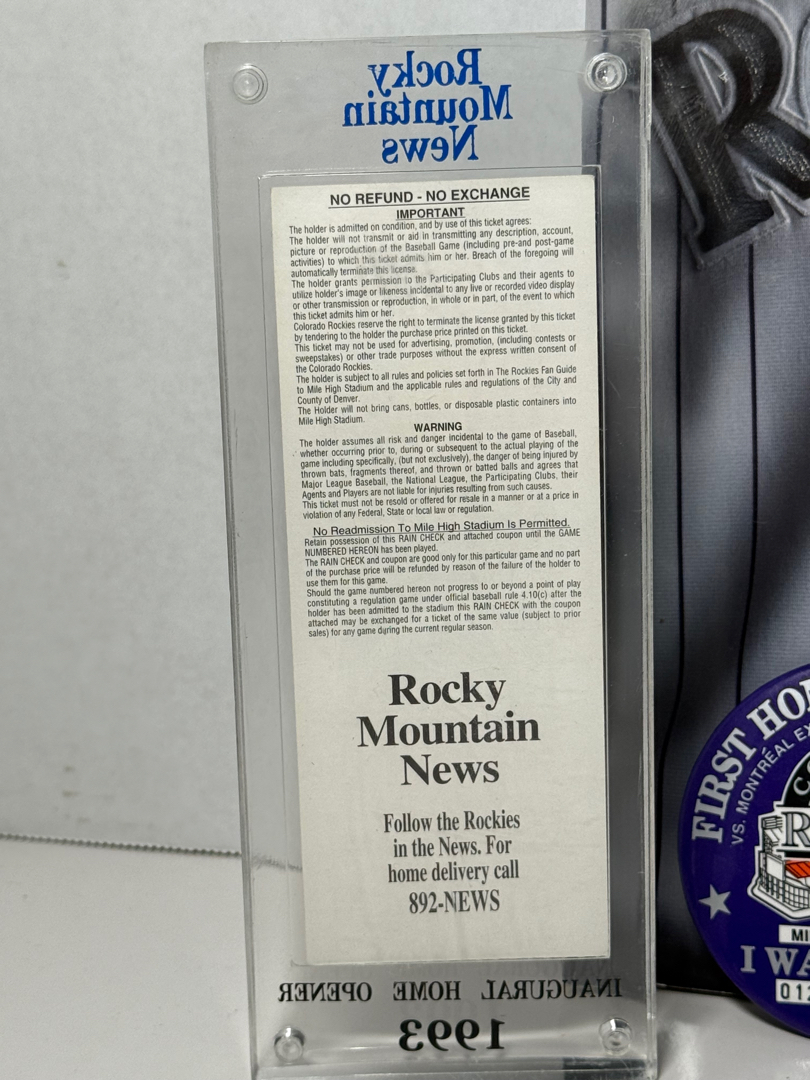 Rocky
Mountain
News
NO REFUND - NO EXCHANGE
IMPORTANT
The holder is admitted on condition, and by use of this ticket agrees:
The holder will not transmit or aid in transmitting any description, account,
picture or reproduction of the Baseball Game (including pre-and post-game
activities) to which this ticket admits him or her. Breach of the foregoing will
automatically terminate this license.
The holder grants permission to the Participating Clubs and their agents to
utilize holder's image or likeness incidental to any live or recorded video display
or other transmission or reproduction, in whole or in part, of the event to which
this ticket admits him or her.
Colorado Rockies reserve the right to terminate the license granted by this ticket
by tendering to the holder the purchase price printed on this ticket.
This ticket may not be used for advertising, promotion, (including contests or
sweepstakes) or other trade purposes without the express written consent of
the Colorado Rockies.
The holder is subject to all rules and policies set forth in The Rockies Fan Guide
to Mile High Stadium and the applicable rules and regulations of the City and
County of Denver.
The Holder will not bring cans, bottles, or disposable plastic containers into
Mile High Stadium.
WARNING
The holder assumes all risk and danger incidental to the game of Baseball,
whether occurring prior to, during or subsequent to the actual playing of the
game including specifically, (but not exclusively), the danger of being injured by
thrown bats, fragments thereof, and thrown or batted balls and agrees that
Major League Baseball, the National League, the Participating Clubs, their
Agents and Players are not liable for injuries resulting from such causes.
This ticket must not be resold or offered for resale in a manner or at a price in
violation of any Federal, State or local law or regulation.
No Readmission To Mile High Stadium Is Permitted.
Retain possession of this RAIN CHECK and attached coupon until the GAME
NUMBERED HEREON has been played.
The RAIN CHECK and coupon are good only for this particular game and no part
of the purchase price will be refunded by reason of the failure of the holder to
use them for this game.
Should the game numbered hereon not progress to or beyond a point of play
constituting a regulation game under official baseball rule 4.10(c) after the
holder has been admitted to the stadium this RAIN CHECK with the coupon
attached may be exchanged for a ticket of the same value (subject to prior
sales) for any game during the current regular season.
Rocky
Mountain
News
Follow the Rockies
in the News. For
home delivery call
892-NEWS
INAUGURAL HOME OPENER
1993
FIRST HO
VS. MONTRÉAL EX
I WA
012